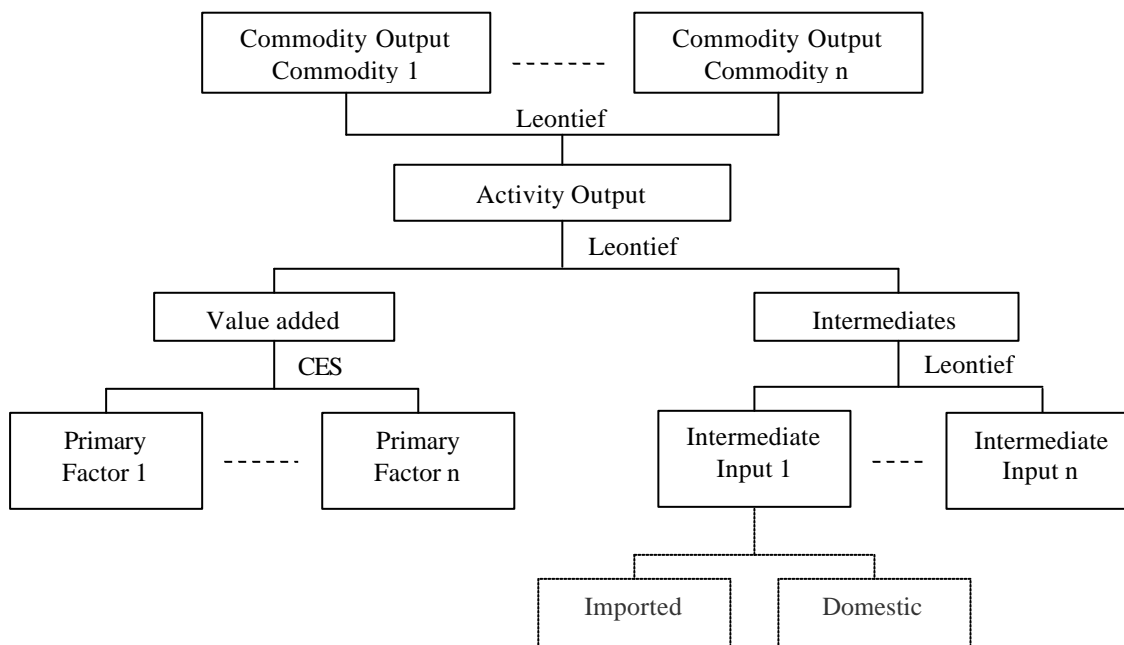 Commodity Output
Commodity 1
Commodity Output
Commodity n
Leontief
Activity Output
Leontief
Value added
Intermediates
CES
Leontief
Primary
Factor 1
Primary
Factor n
Intermediate
Input 1
Intermediate
Input n
Imported
Domestic